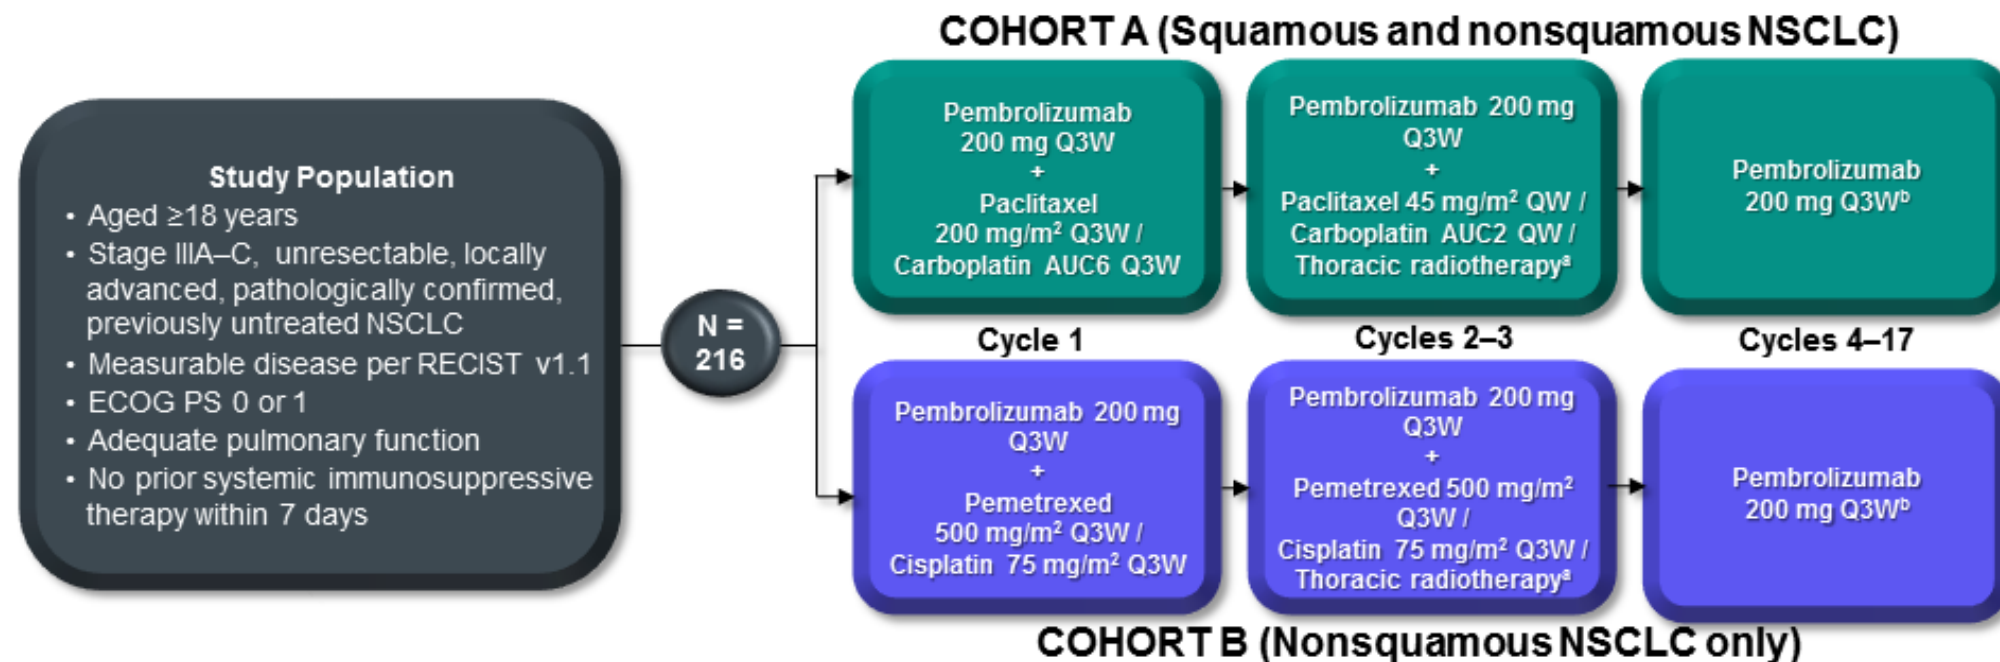 COHORT A (Squamous and nonsquamous NSCLC)
Study Population
• Aged ≥18 years
• Stage IIIA–C, unresectable, locally
advanced, pathologically confirmed,
previously untreated NSCLC
• Measurable disease per RECIST v1.1
• ECOG PS 0 or 1
• Adequate pulmonary function
• No prior systemic immunosuppressive
therapy within 7 days
N =
216
Pembrolizumab
200 mg Q3W
+
Paclitaxel
200 mg/m² Q3W /
Carboplatin AUC6 Q3W
Pembrolizumab 200 mg
Q3W
+
Paclitaxel 45 mg/m² QW /
Carboplatin AUC2 QW /
Thoracic radiotherapyᵃ
Pembrolizumab
200 mg Q3Wᵇ
Cycle 1
Cycles 2–3
Cycles 4–17
Pembrolizumab 200 mg
Q3W
+
Pemetrexed
500 mg/m² Q3W /
Cisplatin 75 mg/m² Q3W
Pembrolizumab 200 mg
Q3W
+
Pemetrexed 500 mg/m²
Q3W /
Cisplatin 75 mg/m² Q3W /
Thoracic radiotherapyᵃ
Pembrolizumab
200 mg Q3Wᵇ
COHORT B (Nonsquamous NSCLC only)